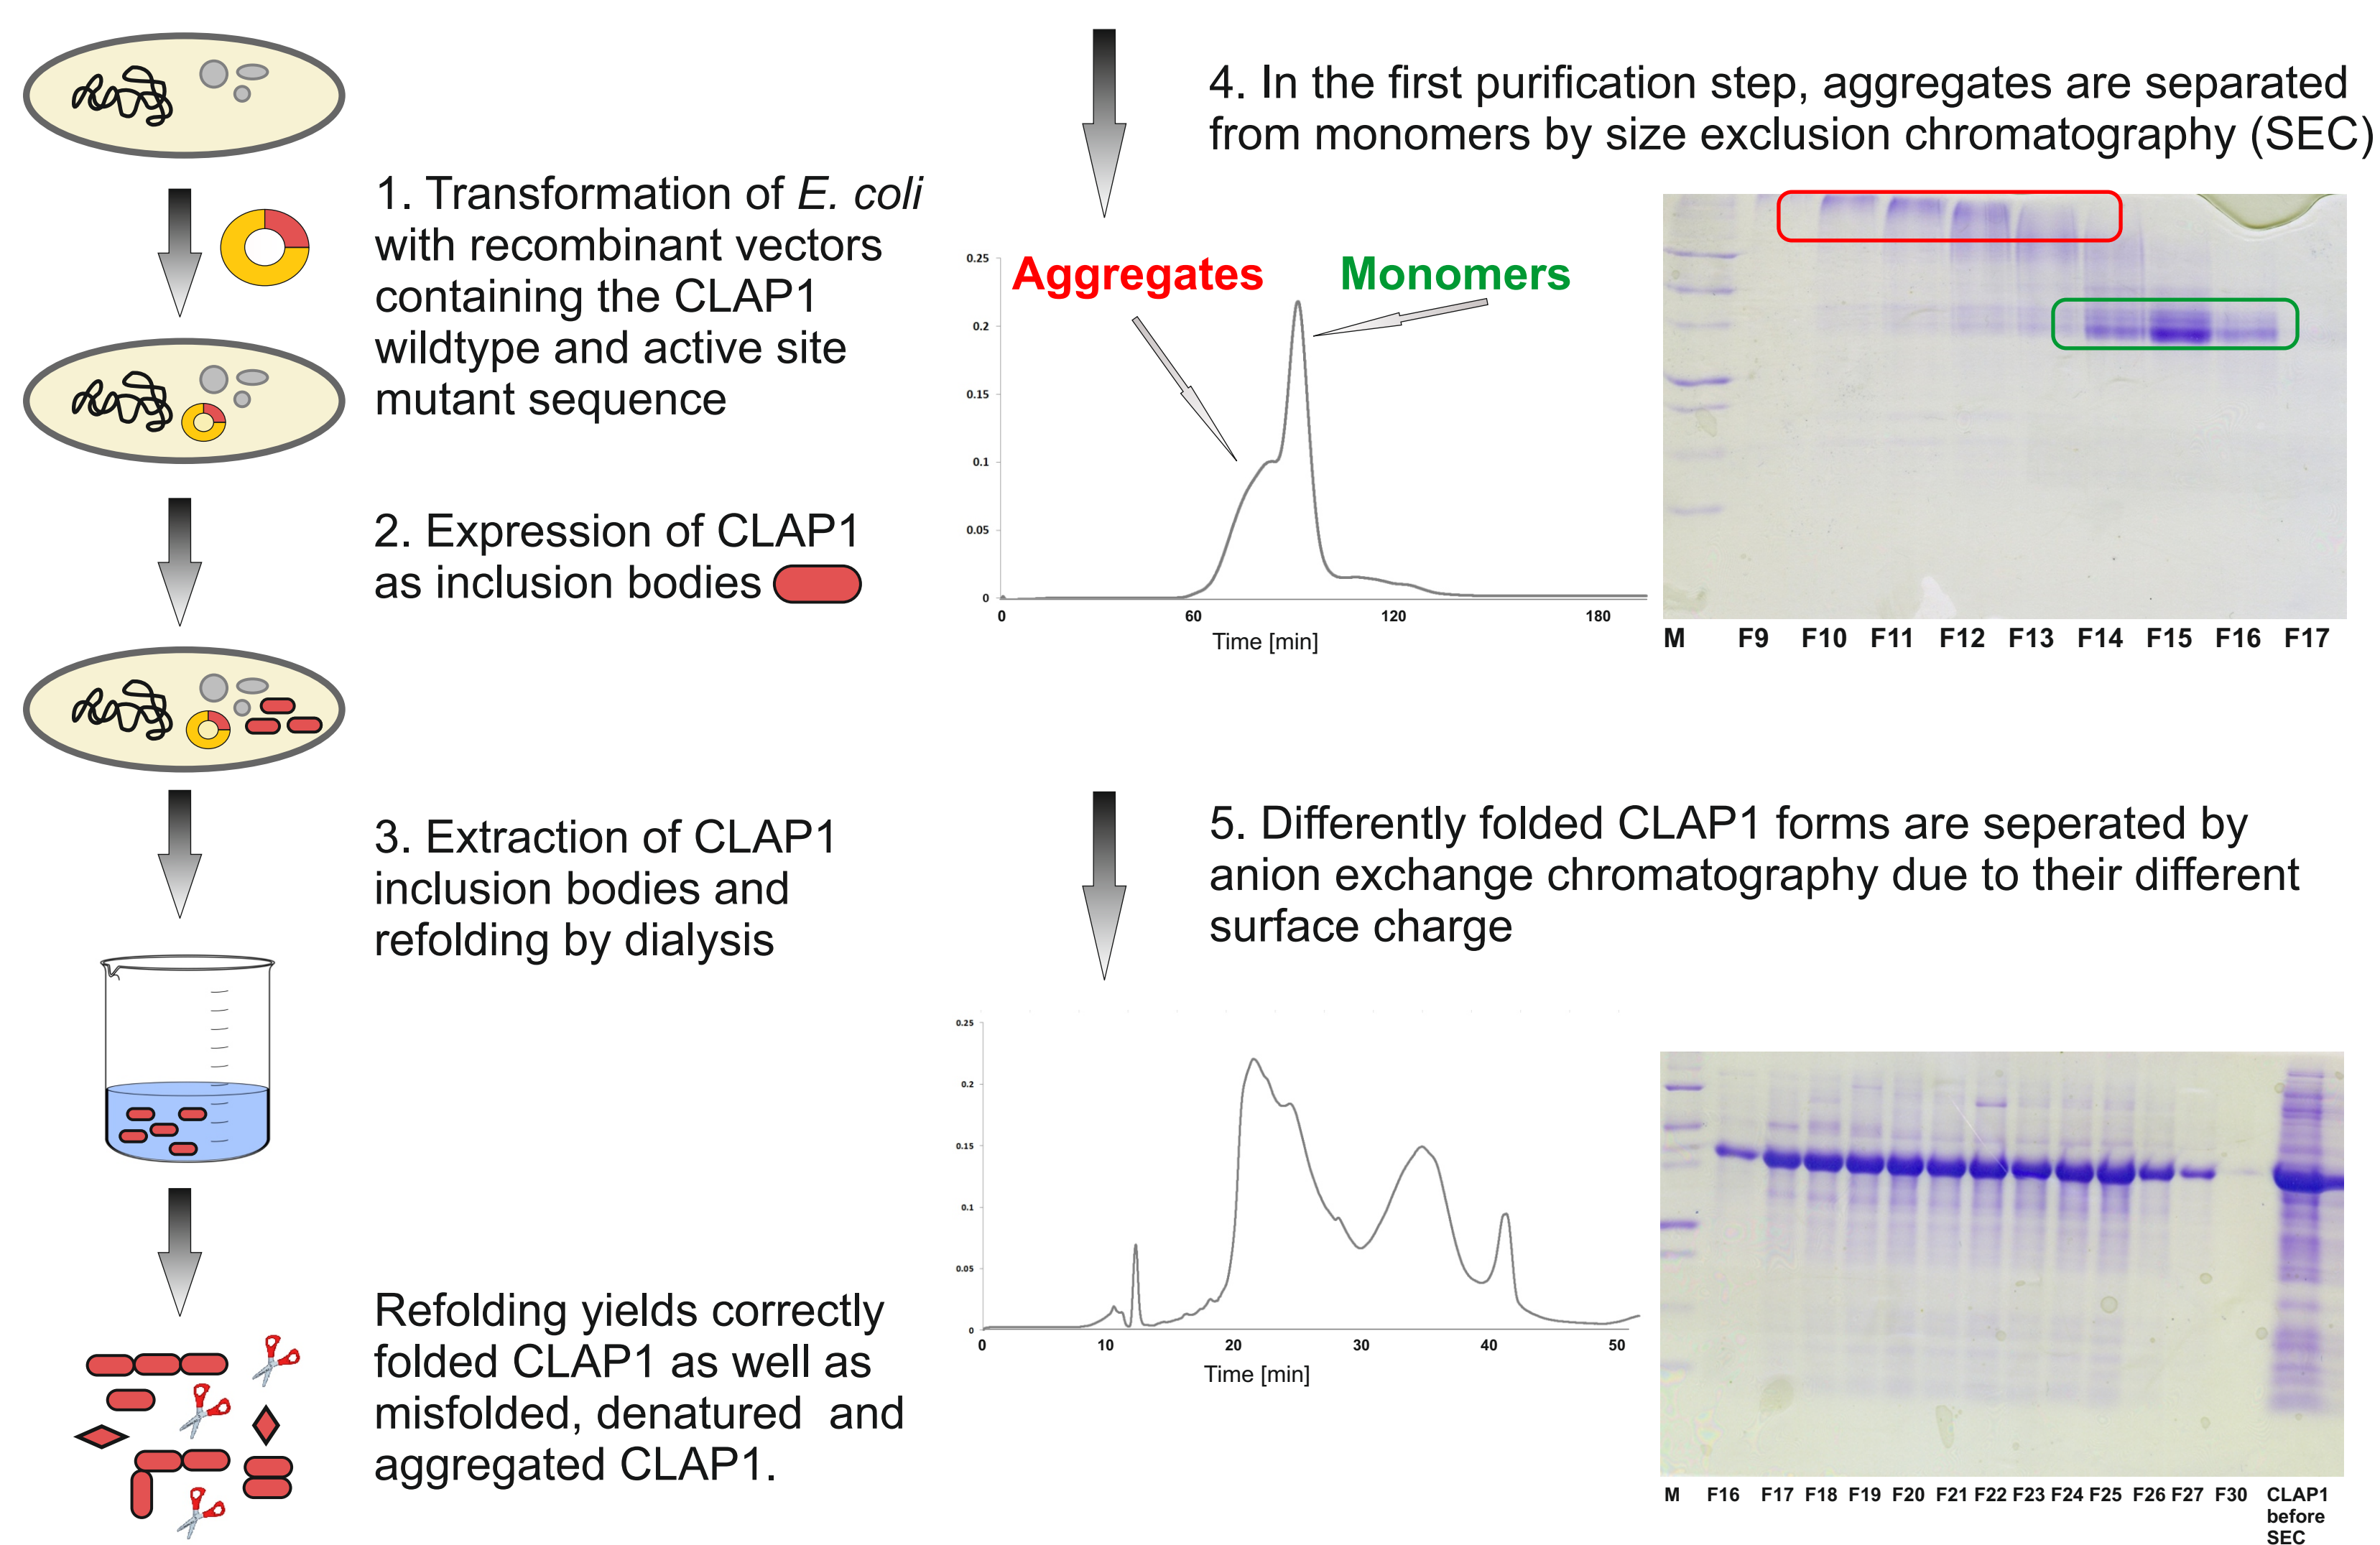 1. Transformation of E. coli
with recombinant vectors
containing the CLAP1
wildtype and active site
mutant sequence
2. Expression of CLAP1
as inclusion bodies
3. Extraction of CLAP1
inclusion bodies and
refolding by dialysis
Refolding yields correctly
folded CLAP1 as well as
misfolded, denatured and
aggregated CLAP1.
4. In the first purification step, aggregates are separated
from monomers by size exclusion chromatography (SEC)
Aggregates
Monomers
0.25
0.2
0.15
0.1
0.05
0
0 60 120 180
Time [min]
M F9 F10 F11 F12 F13 F14 F15 F16 F17
5. Differently folded CLAP1 forms are seperated by
anion exchange chromatography due to their different
surface charge
0.25
0.2
0.15
0.1
0.05
0
0 10 20 30 40 50
Time [min]
M F16 F17 F18 F19 F20 F21 F22 F23 F24 F25 F26 F27 F30 CLAP1
before
SEC